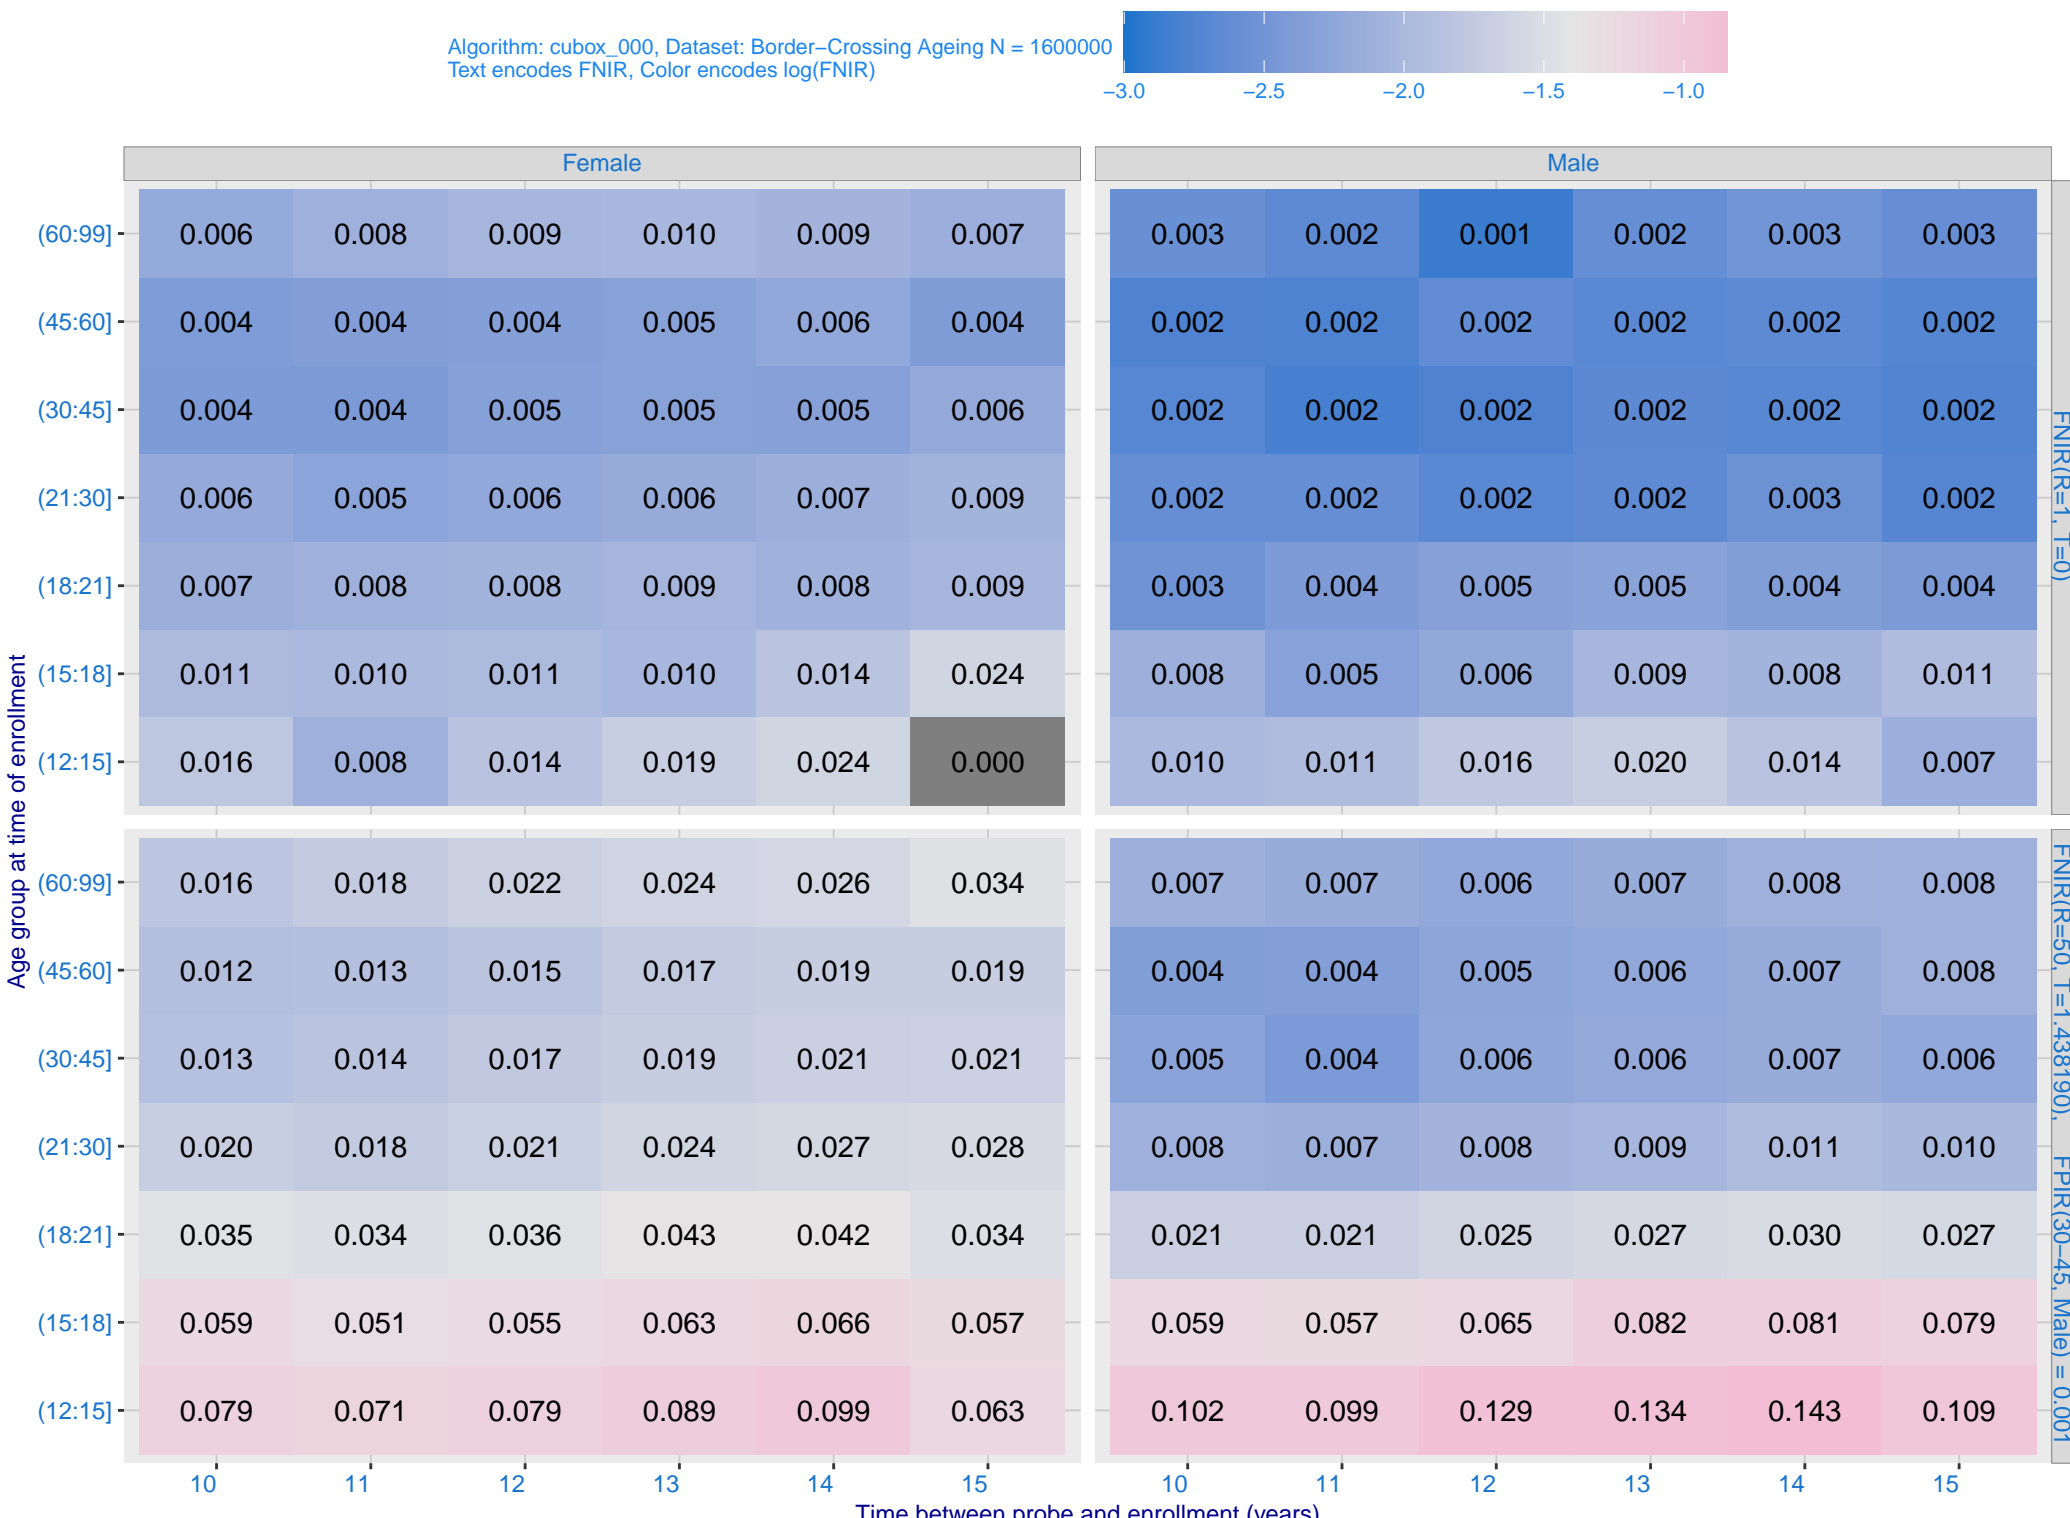 Algorithm: cubox_000, Dataset: Border−Crossing Ageing N = 1600000
Text encodes FNIR, Color encodes log(FNIR)
−3.0 −2.5 −2.0 −1.5 −1.0
Female Male
(60:99] 0.006 0.008 0.009 0.010 0.009 0.007 0.003 0.002 0.001 0.002 0.003 0.003
(45:60] 0.004 0.004 0.004 0.005 0.006 0.004 0.002 0.002 0.002 0.002 0.002 0.002
(30:45] 0.004 0.004 0.005 0.005 0.005 0.006 0.002 0.002 0.002 0.002 0.002 0.002
(21:30] 0.006 0.005 0.006 0.006 0.007 0.009 0.002 0.002 0.002 0.002 0.003 0.002
(18:21] 0.007 0.008 0.008 0.009 0.008 0.009 0.003 0.004 0.005 0.005 0.004 0.004
(15:18] 0.011 0.010 0.011 0.010 0.014 0.024 0.008 0.005 0.006 0.009 0.008 0.011
(12:15] 0.016 0.008 0.014 0.019 0.024 0.000 0.010 0.011 0.016 0.020 0.014 0.007
FNIR(R=1, T=0)
Age group at time of enrollment
(60:99] 0.016 0.018 0.022 0.024 0.026 0.034 0.007 0.007 0.006 0.007 0.008 0.008
(45:60] 0.012 0.013 0.015 0.017 0.019 0.019 0.004 0.004 0.005 0.006 0.007 0.008
(30:45] 0.013 0.014 0.017 0.019 0.021 0.021 0.005 0.004 0.006 0.006 0.007 0.006
(21:30] 0.020 0.018 0.021 0.024 0.027 0.028 0.008 0.007 0.008 0.009 0.011 0.010
(18:21] 0.035 0.034 0.036 0.043 0.042 0.034 0.021 0.021 0.025 0.027 0.030 0.027
(15:18] 0.059 0.051 0.055 0.063 0.066 0.057 0.059 0.057 0.065 0.082 0.081 0.079
(12:15] 0.079 0.071 0.079 0.089 0.099 0.063 0.102 0.099 0.129 0.134 0.143 0.109
FNIR(R=50, T=1.438190), FPIR(30−45, Male) = 0.001
10 11 12 13 14 15 10 11 12 13 14 15
Time between probe and enrollment (years)